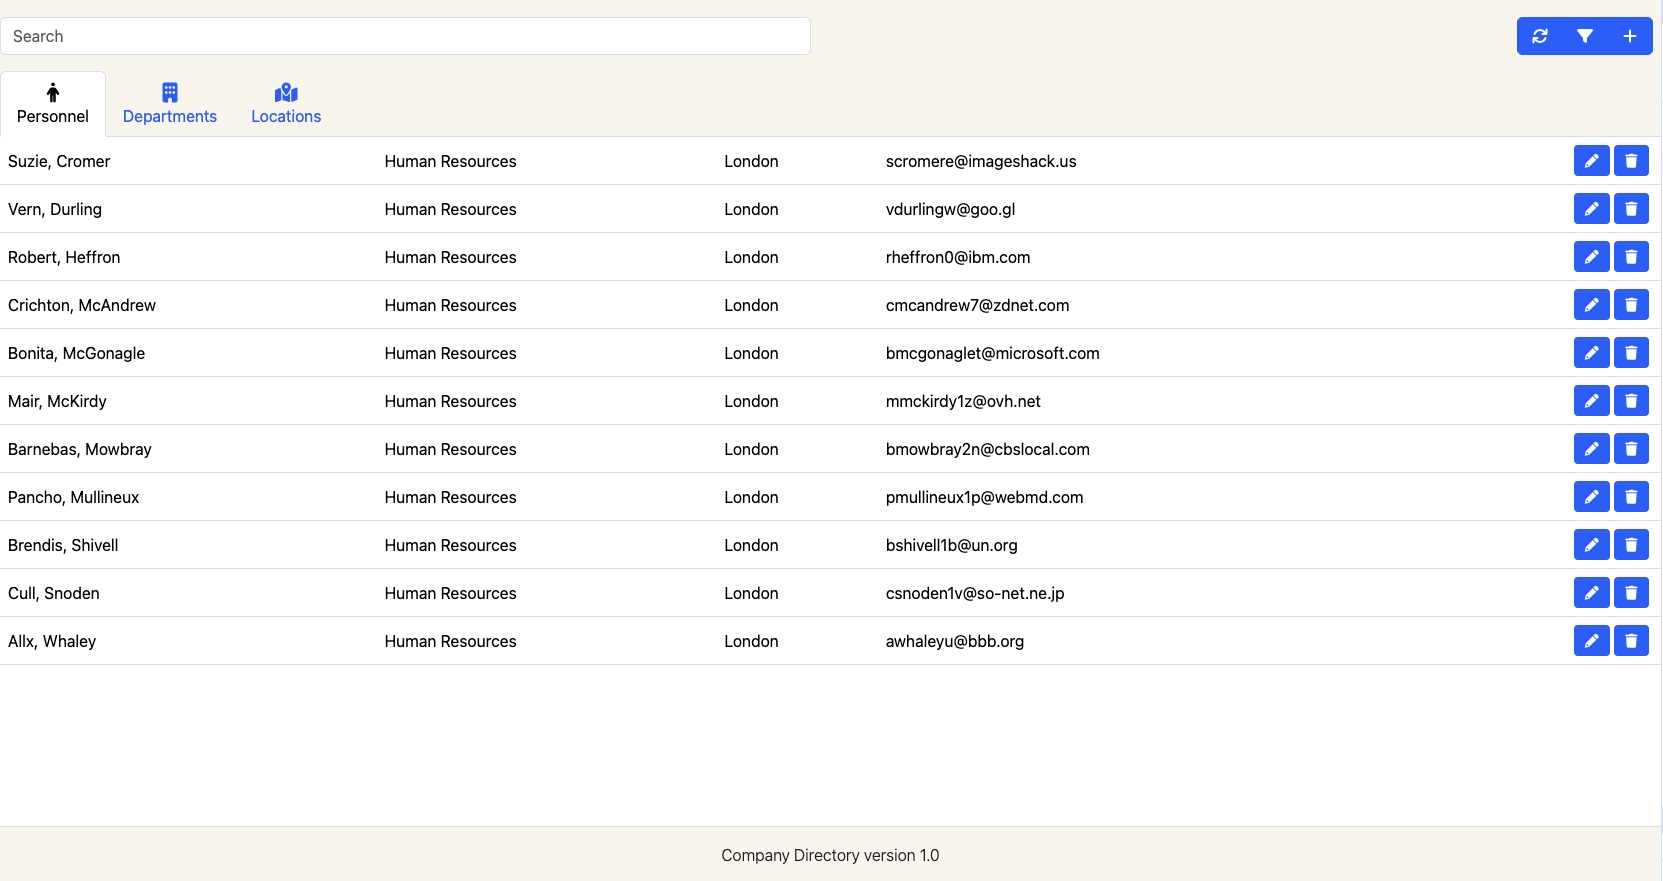 Search
Personnel Departments Locations
Suzie, Cromer Human Resources London scromere@imageshack.us
Vern, Durling Human Resources London vdurlingw@goo.gl
Robert, Heffron Human Resources London rheffron0@ibm.com
Crichton, McAndrew Human Resources London cmcandrew7@zdnet.com
Bonita, McGonagle Human Resources London bmcgonaglet@microsoft.com
Mair, McKirdy Human Resources London mmckirdy1z@ovh.net
Barnebas, Mowbray Human Resources London bmowbray2n@cbslocal.com
Pancho, Mullineux Human Resources London pmullineux1p@webmd.com
Brendis, Shivell Human Resources London bshivell1b@un.org
Cull, Snoden Human Resources London csnoden1v@so-net.ne.jp
Allx, Whaley Human Resources London awhaleyu@bbb.org
Company Directory version 1.0